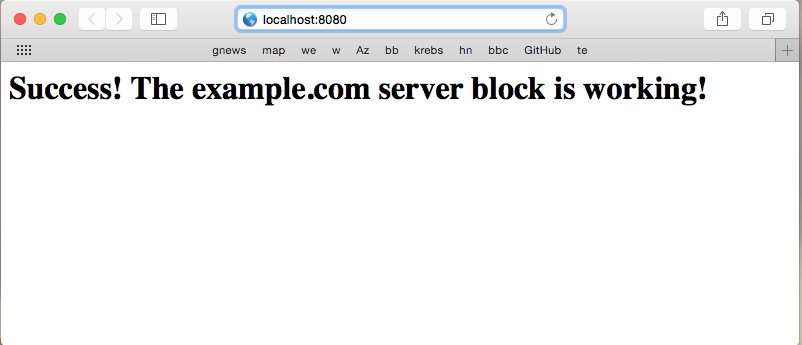 localhost:8080
gnews map we w Az bb krebs hn bbc GitHub te
Success! The example.com server block is working!